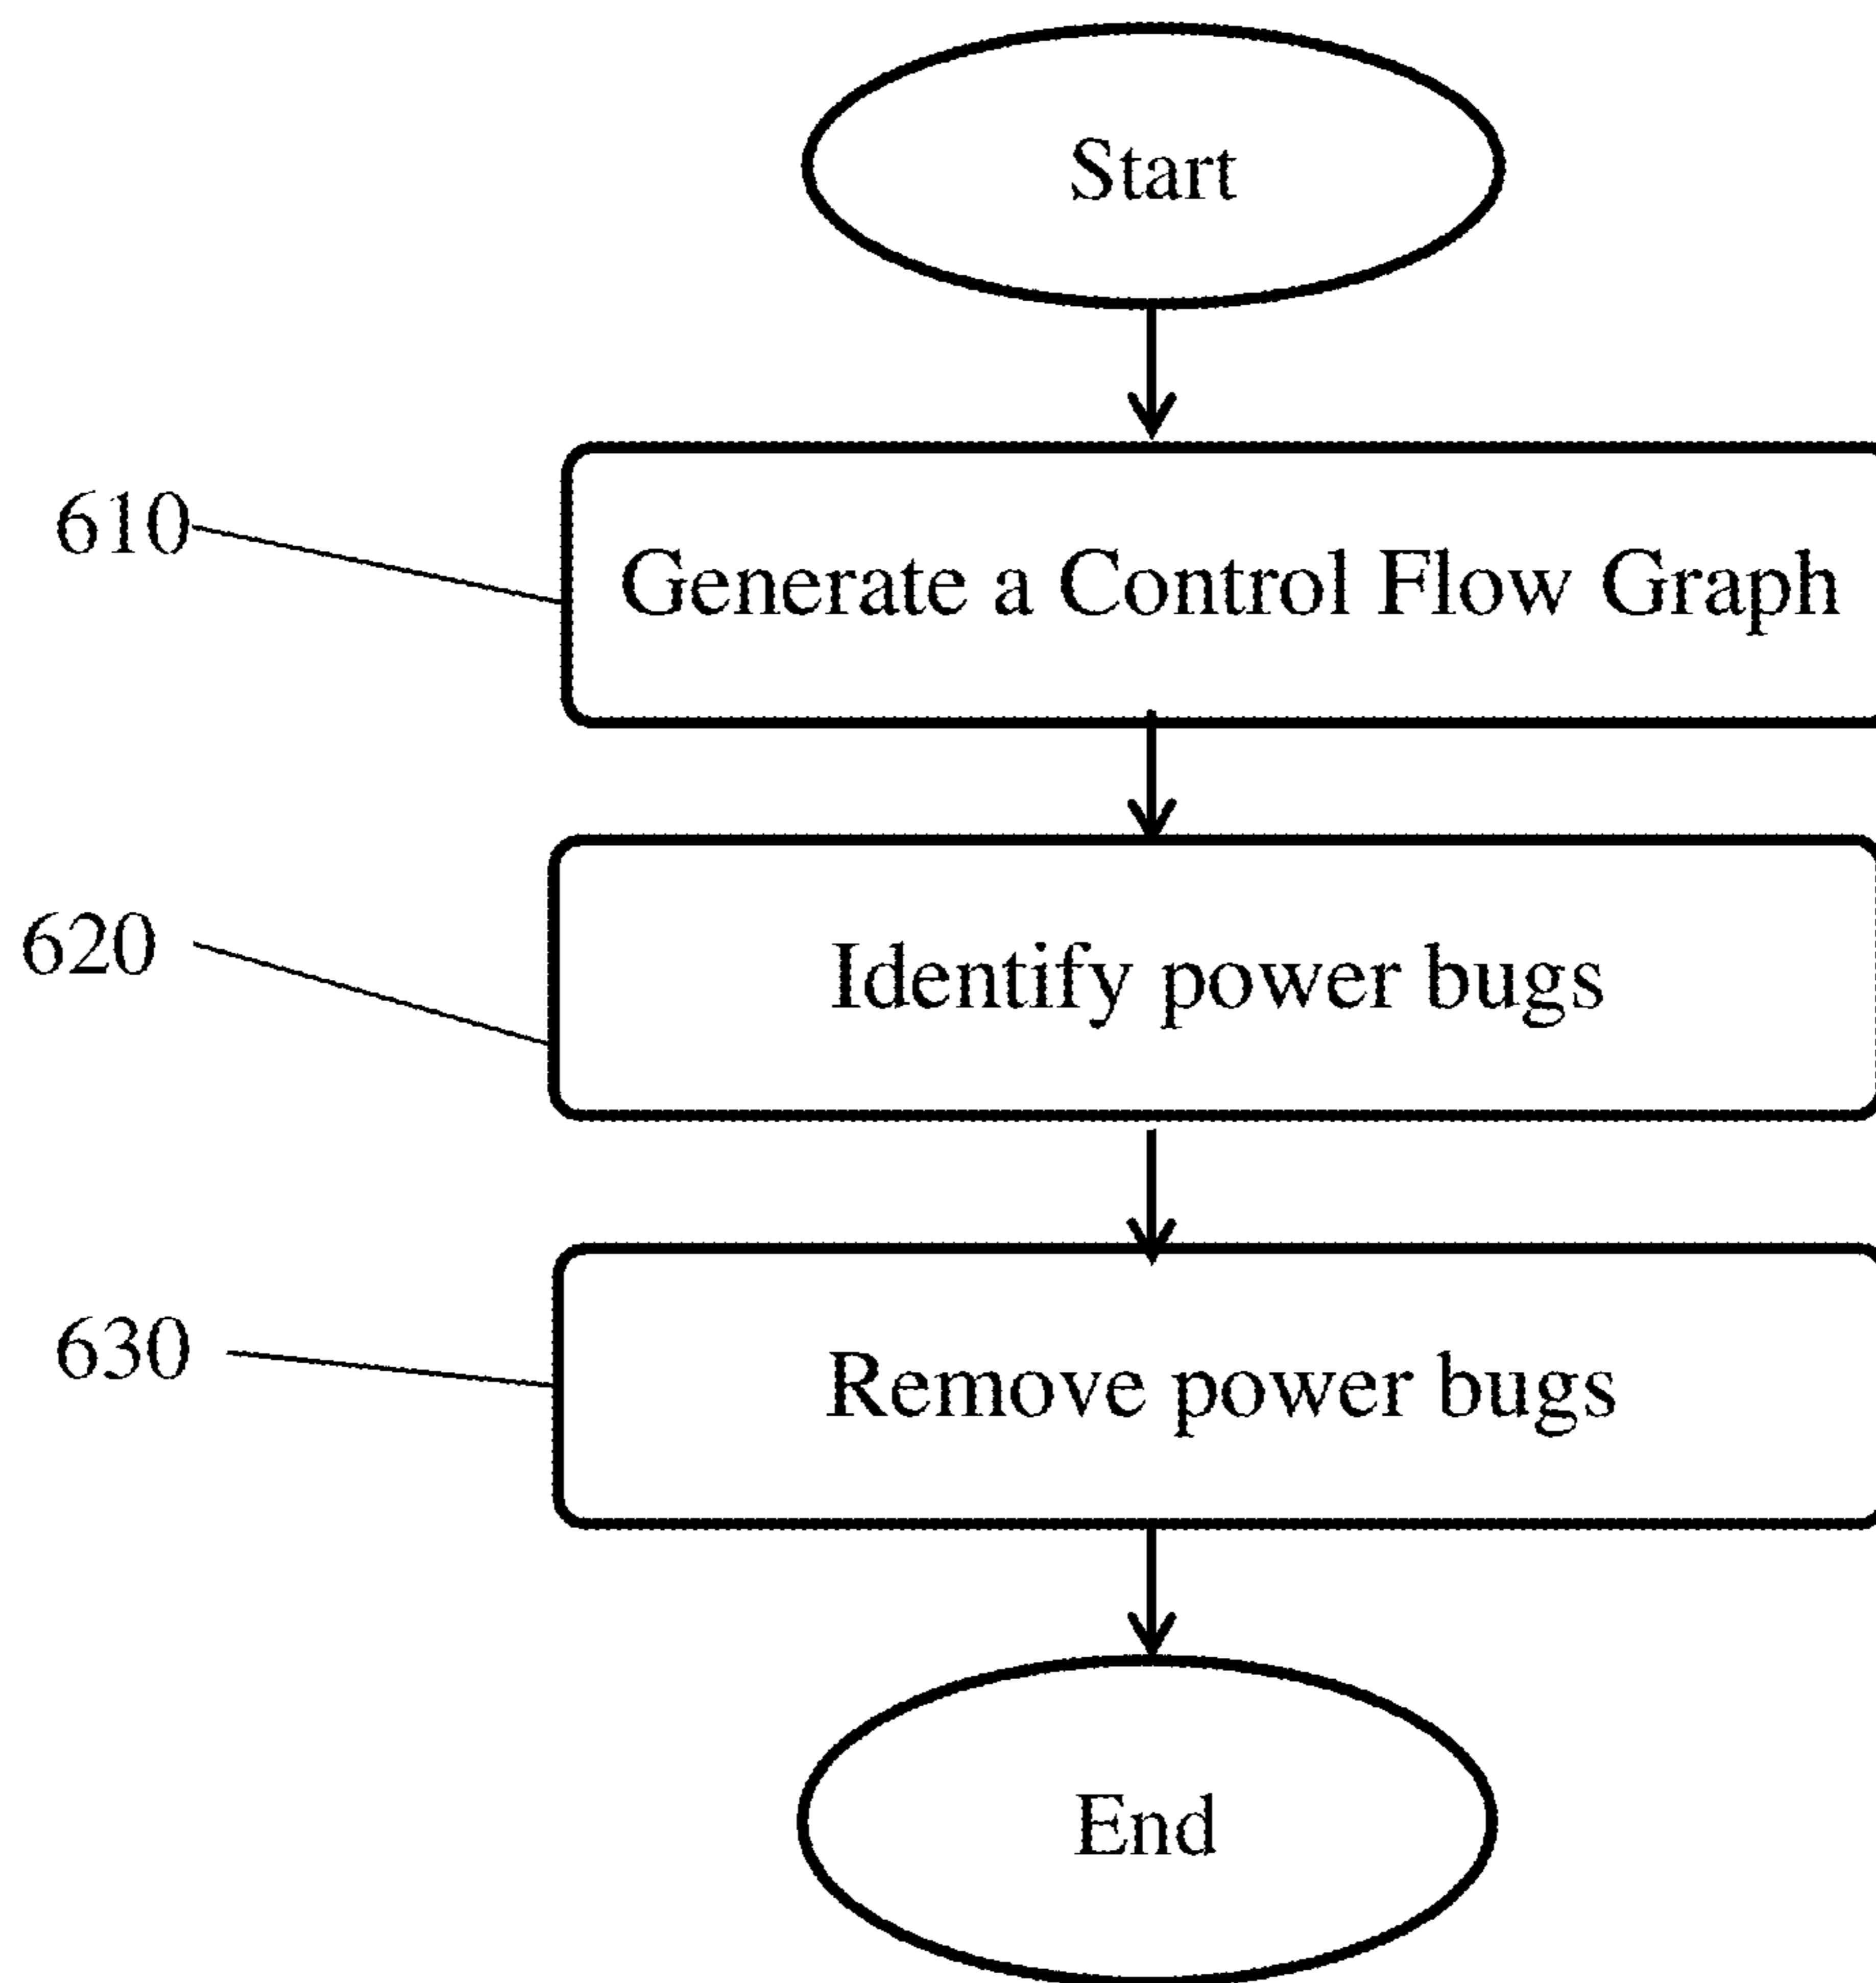 Start
610
Generate a Control Flow Graph
620
Identify power bugs
630
Remove power bugs
End